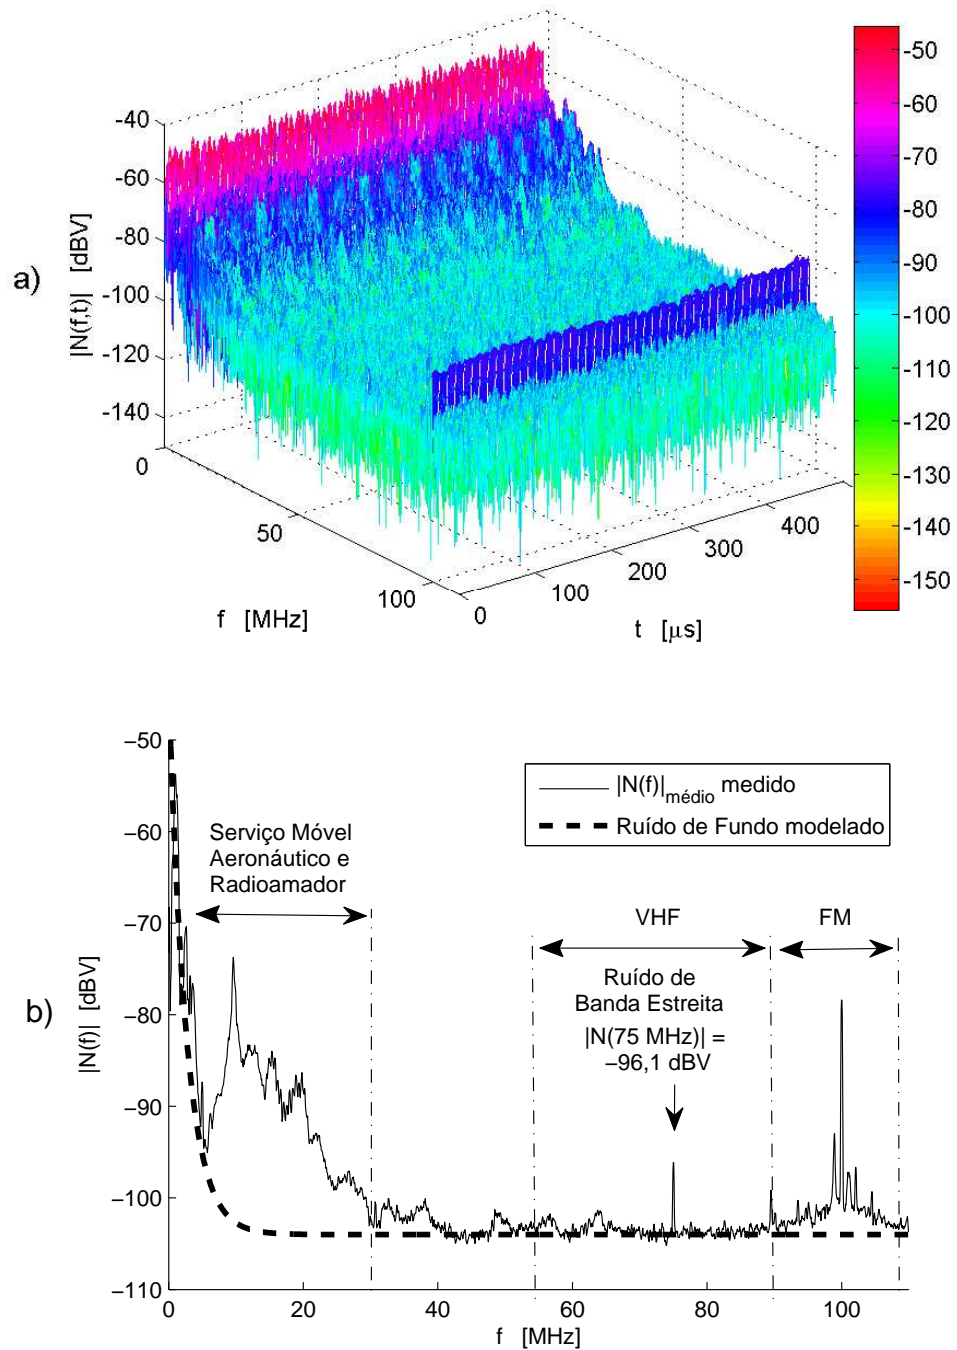 a)
|N(f,t)| [dBV]
-40
-60
-80
-100
-120
-140
0
50
100
f [MHz]
0
100
200
300
400
t [μs]
-50
-60
-70
-80
-90
-100
-110
-120
-130
-140
-150
b)
|N(f)| [dBV]
−50
−60
−70
−80
−90
−100
−110
|N(f)|médio medido
Ruído de Fundo modelado
Serviço Móvel
Aeronáutico e
Radioamador
VHF
FM
Ruído de
Banda Estreita
|N(75 MHz)| =
−96,1 dBV
0
20
40
60
80
100
f [MHz]